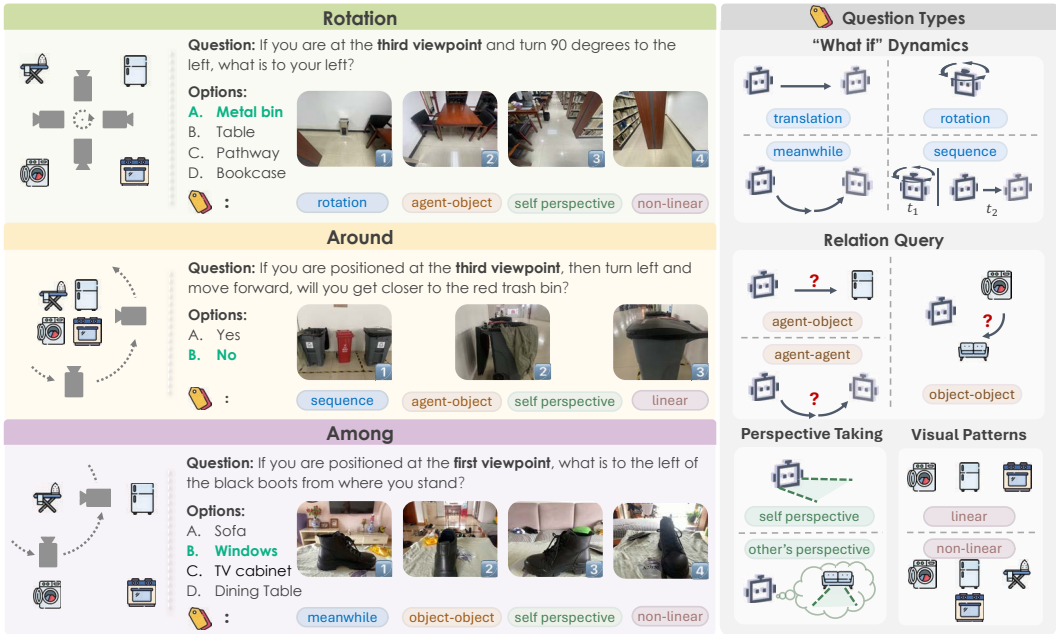 Rotation
Question: If you are at the third viewpoint and turn 90 degrees to the
left, what is to your left?
Options:
A. Metal bin
B. Table
C. Pathway
D. Bookcase
1
2
3
4
:
rotation
agent-object
self perspective
non-linear
Around
Question: If you are positioned at the third viewpoint, then turn left and
move forward, will you get closer to the red trash bin?
Options:
A. Yes
B. No
1
2
3
:
sequence
agent-object
self perspective
linear
Among
Question: If you are positioned at the first viewpoint, what is to the left of
the black boots from where you stand?
Options:
A. Sofa
B. Windows
C. TV cabinet
D. Dining Table
1
2
3
4
:
meanwhile
object-object
self perspective
non-linear
Question Types
“What if” Dynamics
translation
rotation
meanwhile
sequence
t1
t2
Relation Query
?
agent-object
agent-agent
?
?
object-object
Perspective Taking
self perspective
other's perspective
Visual Patterns
linear
non-linear